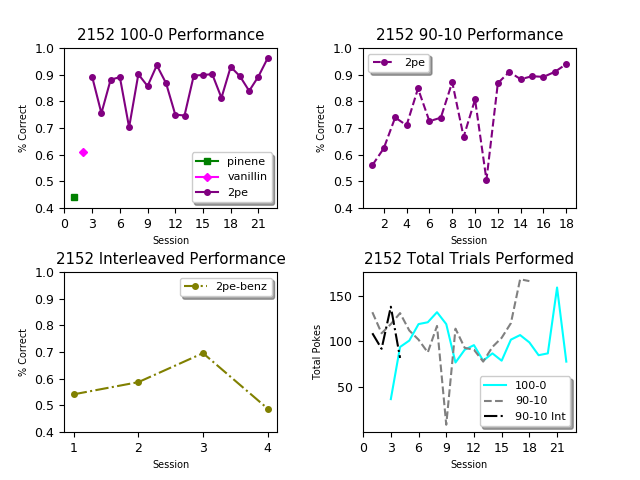 2152 100-0 Performance
1.0
0.9
0.8
0.7
0.6
0.5
0.4
% Correct
pinene
vanillin
2pe
0 3 6 9 12 15 18 21
Session
2152 90-10 Performance
1.0
0.9
0.8
0.7
0.6
0.5
0.4
% Correct
2pe
2 4 6 8 10 12 14 16 18
Session
2152 Interleaved Performance
1.0
0.9
0.8
0.7
0.6
0.5
0.4
% Correct
2pe-benz
1 2 3 4
Session
2152 Total Trials Performed
150
100
50
Total Pokes
100-0
90-10
90-10 Int
0 3 6 9 12 15 18 21
Session